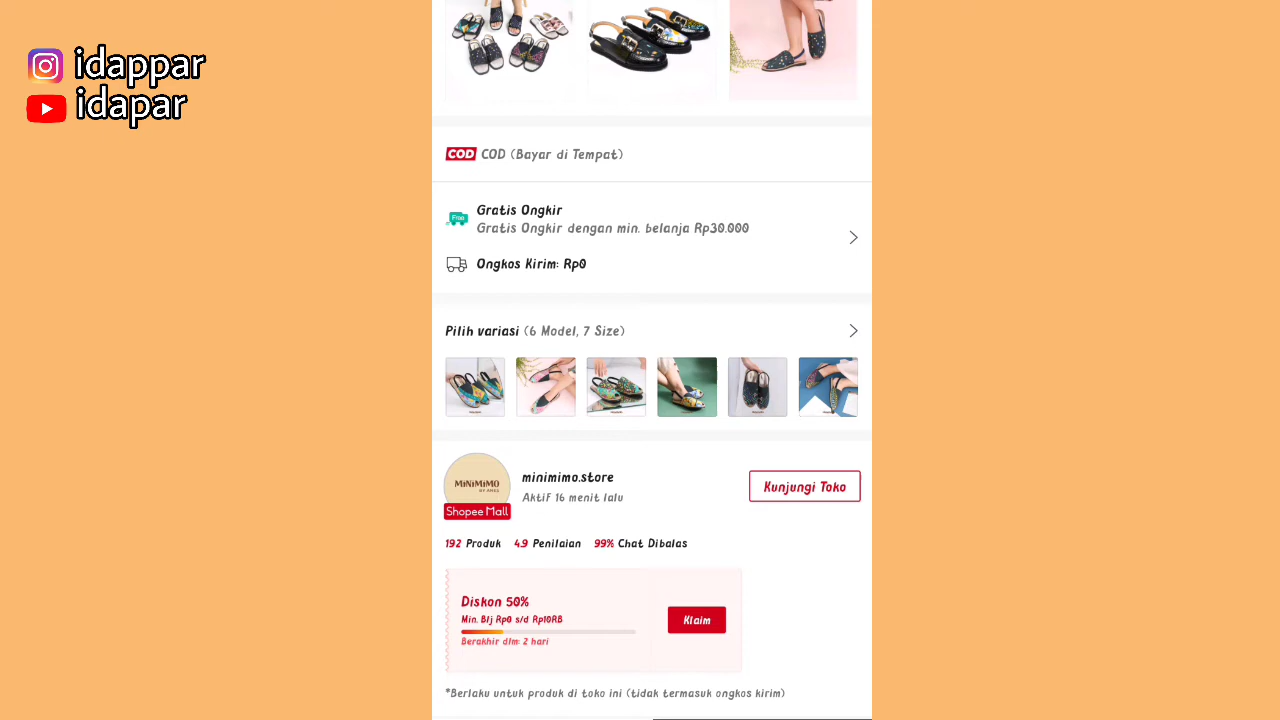 idappar
idapar
COD COD (Bayar di Tempat)
Free
Gratis Ongkir
Gratis Ongkir dengan min. belanja Rp30.000
Ongkos Kirim: Rp0
Pilih variasi (6 Model, 7 Size)
MiNiMiMO
minimimo.store
Aktif 16 menit lalu
Kunjungi Toko
Shopee Mall
192 Produk 4.9 Penilaian 99% Chat Dibalas
Diskon 50%
Min. Blj Rp0 s/d Rp10RB
Klaim
Berakhir dlm: 2 hari
*Berlaku untuk produk di toko ini (tidak termasuk ongkos kirim)